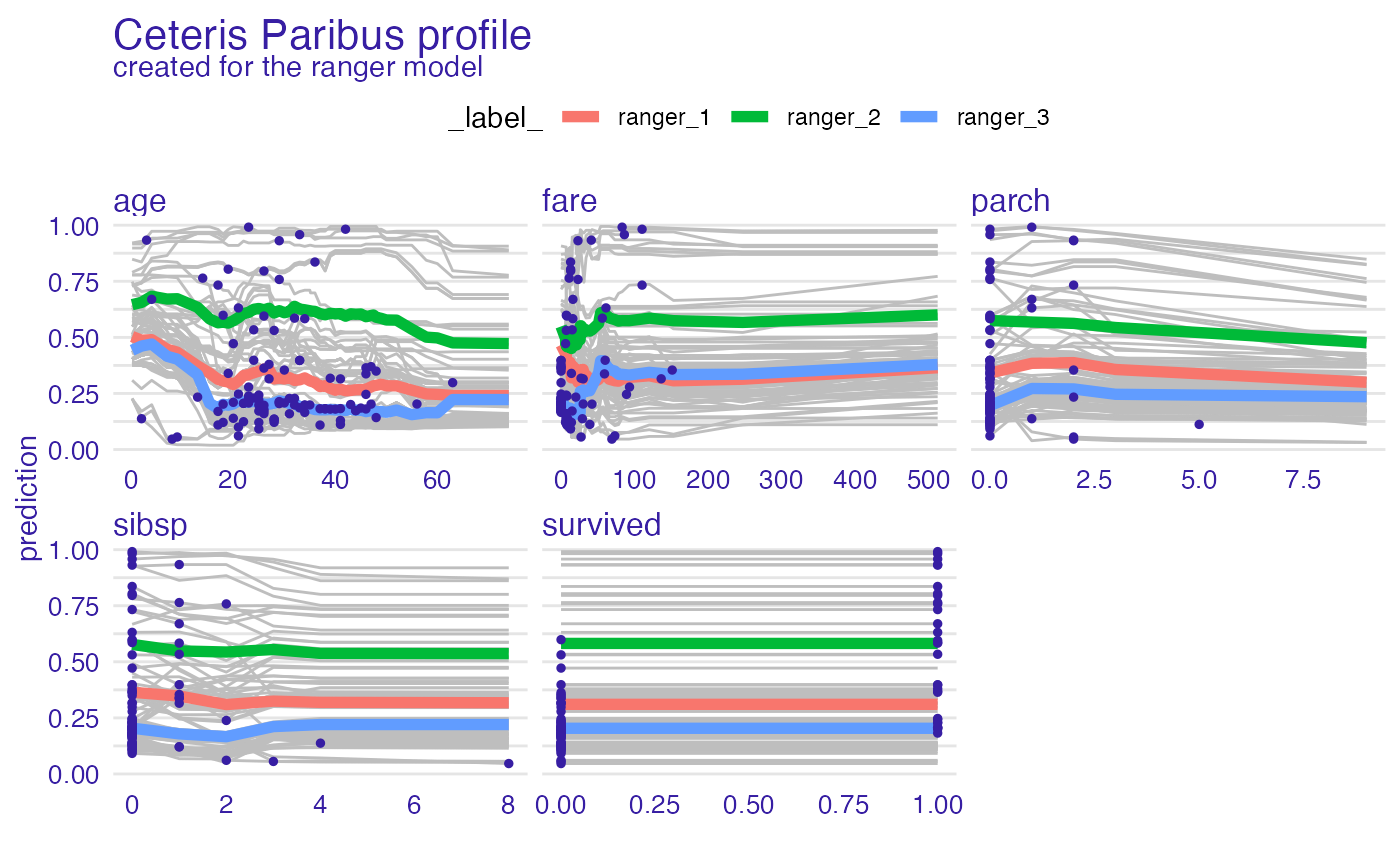 Ceteris Paribus profile
created for the ranger model
_label_ ranger_1 ranger_2 ranger_3
age fare parch
1.00
0.75
0.50
0.25
0.00
0 20 40 60 0 100 200 300 400 500 0.0 2.5 5.0 7.5
prediction
sibsp survived
1.00
0.75
0.50
0.25
0.00
0 2 4 6 8 0.00 0.25 0.50 0.75 1.00